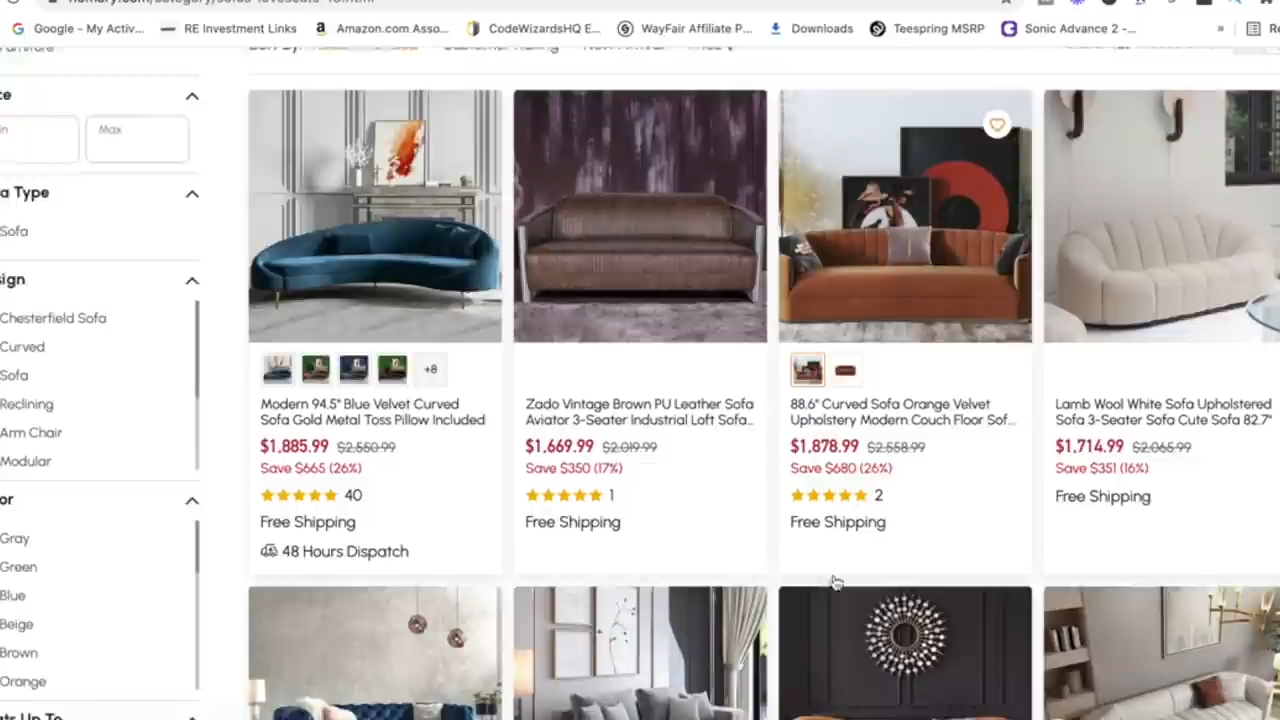 Google - My Activ...
RE Investment Links
Amazon.com Asso...
CodeWizardsHQ E...
WayFair Affiliate P...
Downloads
Teespring MSRP
Sonic Advance 2 -...
»
Max
Sofa
Chesterfield Sofa
Curved
Sofa
Reclining
Arm Chair
Modular
Gray
Green
Blue
Beige
Brown
Orange
+8
Modern 94.5" Blue Velvet Curved
Sofa Gold Metal Toss Pillow Included
$1,885.99 $2,550.99
Save $665 (26%)
40
Free Shipping
48 Hours Dispatch
Zado Vintage Brown PU Leather Sofa
Aviator 3-Seater Industrial Loft Sofa...
$1,669.99 $2,019.99
Save $350 (17%)
1
Free Shipping
88.6" Curved Sofa Orange Velvet
Upholstery Modern Couch Floor Sof...
$1,878.99 $2,558.99
Save $680 (26%)
2
Free Shipping
Lamb Wool White Sofa Upholstered
Sofa 3-Seater Sofa Cute Sofa 82.7"
$1,714.99 $2,065.99
Save $351 (16%)
Free Shipping